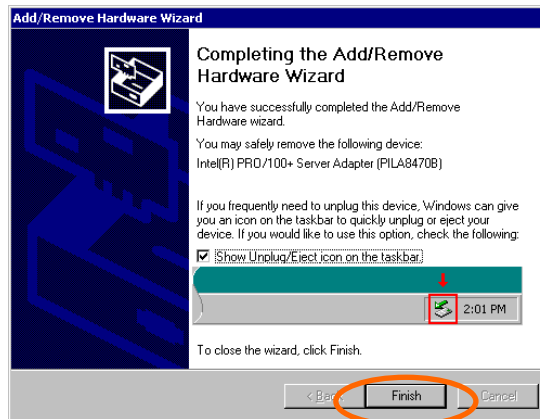 Add/Remove Hardware Wizard
Completing the Add/Remove
Hardware Wizard
You have successfully completed the Add/Remove
Hardware wizard.
You may safely remove the following device:
Intel(R) PRO/100+ Server Adapter (PILA8470B)
If you frequently need to unplug this device, Windows can give
you an icon on the taskbar to quickly unplug or eject your
device. If you would like to use this option, check the following:
Show Unplug/Eject icon on the taskbar.
2:01 PM
To close the wizard, click Finish.
< Back Finish Cancel